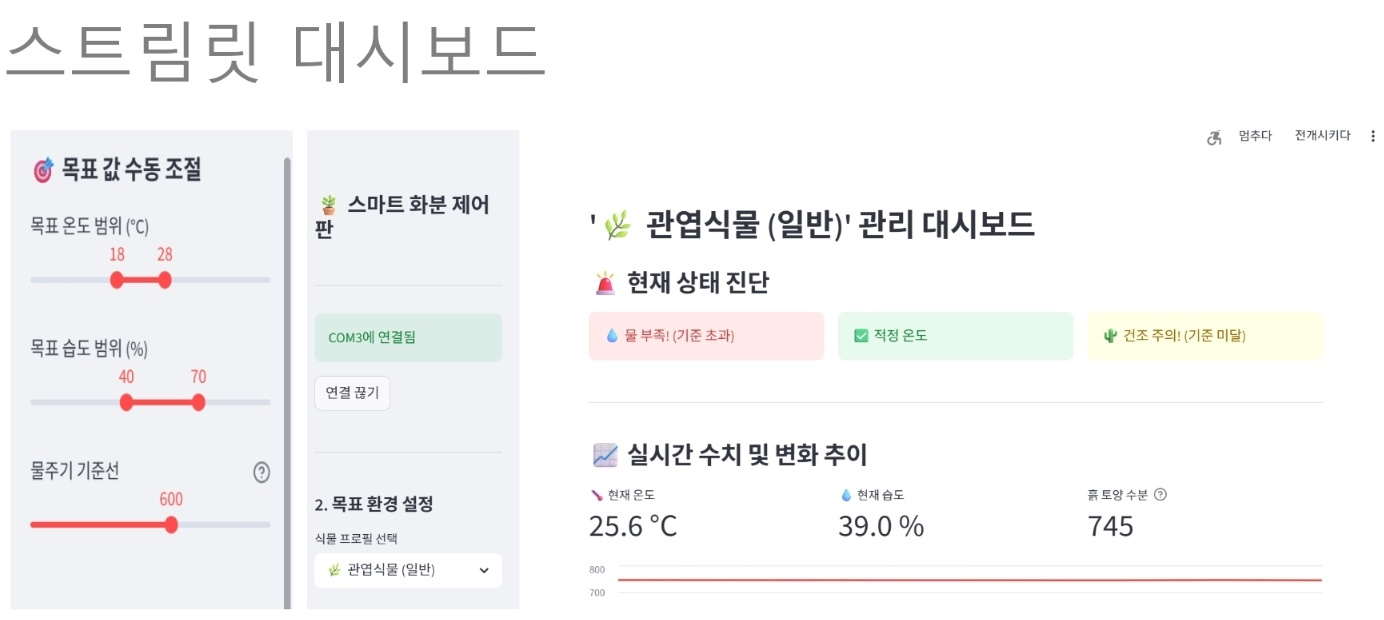 스트림릿 대시보드
🎯 목표 값 수동 조절
목표 온도 범위 (°C)
18 28
목표 습도 범위 (%)
40 70
물주기 기준선
600
🪴 스마트 화분 제어
판
COM3에 연결됨
연결 끊기
2. 목표 환경 설정
식물 프로필 선택
🌿 관엽식물 (일반)
멈추다 전개시키다
'🌿 관엽식물 (일반)' 관리 대시보드
🚨 현재 상태 진단
💧 물 부족! (기준 초과)
✅ 적정 온도
🌵 건조 주의! (기준 미달)
📈 실시간 수치 및 변화 추이
🌡️ 현재 온도
25.6 °C
💧 현재 습도
39.0 %
흙 토양 수분
745
800
700